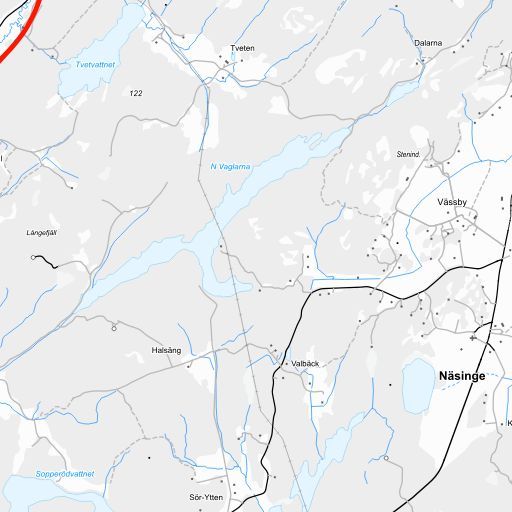 Dalarna
Tveten
Tvetvattnet
122
Stenind.
l
N Vaglarna
Vässby
Långefjäll
Halsäng
Valbäck
Näsinge
K
Sopperödvattnet
Sör-Ytten